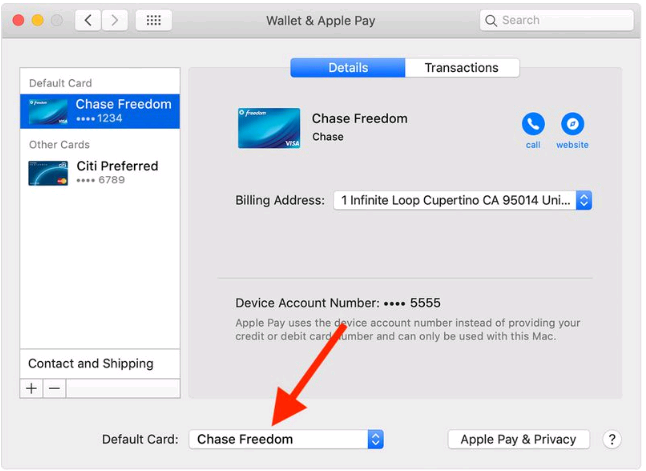 Wallet & Apple Pay
Search
Details
Transactions
Default Card
Chase Freedom
•••• 1234
Other Cards
Citi Preferred
•••• 6789
Contact and Shipping
+ −
freedom
VISA
Chase Freedom
Chase
call
website
Billing Address: 1 Infinite Loop Cupertino CA 95014 Uni...
Device Account Number: •••• 5555
Apple Pay uses the device account number instead of providing your
credit or debit card number and can only be used with this Mac.
Default Card: Chase Freedom
Apple Pay & Privacy
?